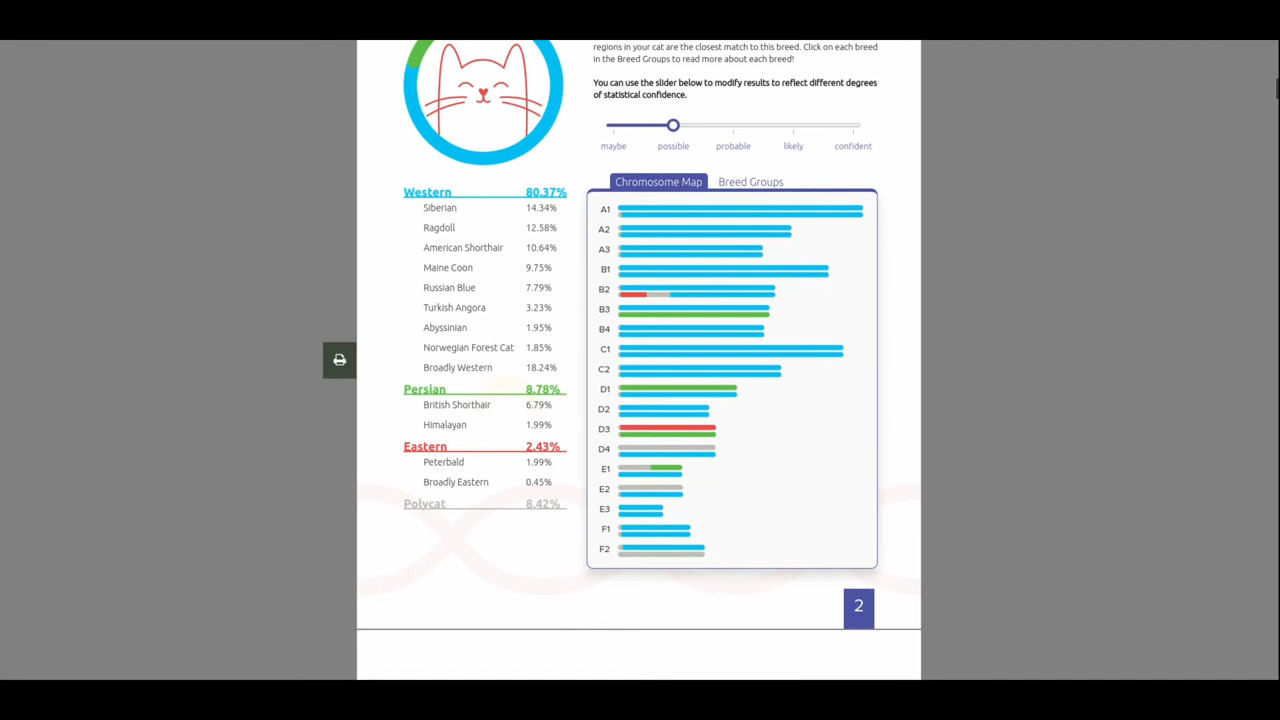 regions in your cat are the closest match to this breed. Click on each breed
in the Breed Groups to read more about each breed!
You can use the slider below to modify results to reflect different degrees
of statistical confidence.
maybe possible probable likely confident
Chromosome Map Breed Groups
Western 80.37%
Siberian 14.34%
Ragdoll 12.58%
American Shorthair 10.64%
Maine Coon 9.75%
Russian Blue 7.79%
Turkish Angora 3.23%
Abyssinian 1.95%
Norwegian Forest Cat 1.85%
Broadly Western 18.24%
Persian 8.78%
British Shorthair 6.79%
Himalayan 1.99%
Eastern 2.43%
Peterbald 1.99%
Broadly Eastern 0.45%
Polycat 8.42%
A1
A2
A3
B1
B2
B3
B4
C1
C2
D1
D2
D3
D4
E1
E2
E3
F1
F2
2